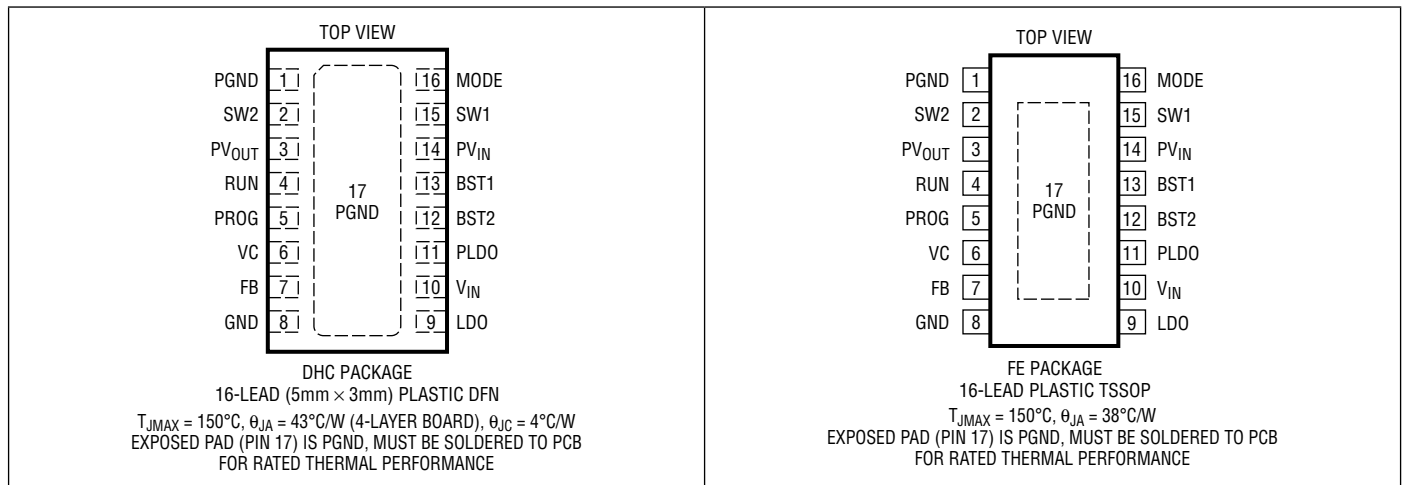 TOP VIEW
PGND 1
SW2 2
PVOUT 3
RUN 4
PROG 5
VC 6
FB 7
GND 8
16 MODE
15 SW1
14 PVIN
13 BST1
12 BST2
11 PLDO
10 VIN
9 LDO
17
PGND
DHC PACKAGE
16-LEAD (5mm × 3mm) PLASTIC DFN
TJMAX = 150°C, θJA = 43°C/W (4-LAYER BOARD), θJC = 4°C/W
EXPOSED PAD (PIN 17) IS PGND, MUST BE SOLDERED TO PCB
FOR RATED THERMAL PERFORMANCE
TOP VIEW
PGND 1
SW2 2
PVOUT 3
RUN 4
PROG 5
VC 6
FB 7
GND 8
16 MODE
15 SW1
14 PVIN
13 BST1
12 BST2
11 PLDO
10 VIN
9 LDO
17
PGND
FE PACKAGE
16-LEAD PLASTIC TSSOP
TJMAX = 150°C, θJA = 38°C/W
EXPOSED PAD (PIN 17) IS PGND, MUST BE SOLDERED TO PCB
FOR RATED THERMAL PERFORMANCE